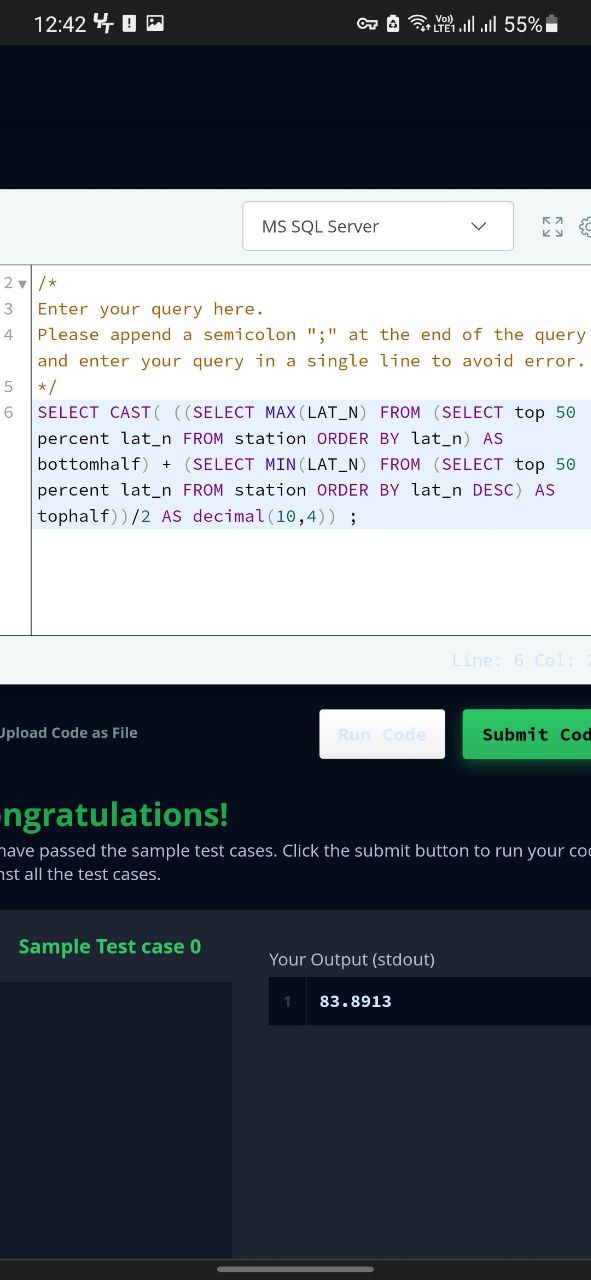 12:42 55%
Vo))
LTE1
MS SQL Server
2 /*
3 Enter your query here.
4 Please append a semicolon ";" at the end of the query
and enter your query in a single line to avoid error.
5 */
6 SELECT CAST( ((SELECT MAX(LAT_N) FROM (SELECT top 50
percent lat_n FROM station ORDER BY lat_n) AS
bottomhalf) + (SELECT MIN(LAT_N) FROM (SELECT top 50
percent lat_n FROM station ORDER BY lat_n DESC) AS
tophalf))/2 AS decimal(10,4)) ;
Line: 6 Col: 2
Upload Code as File
Run Code
Submit Cod
ongratulations!
have passed the sample test cases. Click the submit button to run your co
nst all the test cases.
Sample Test case 0
Your Output (stdout)
1 83.8913